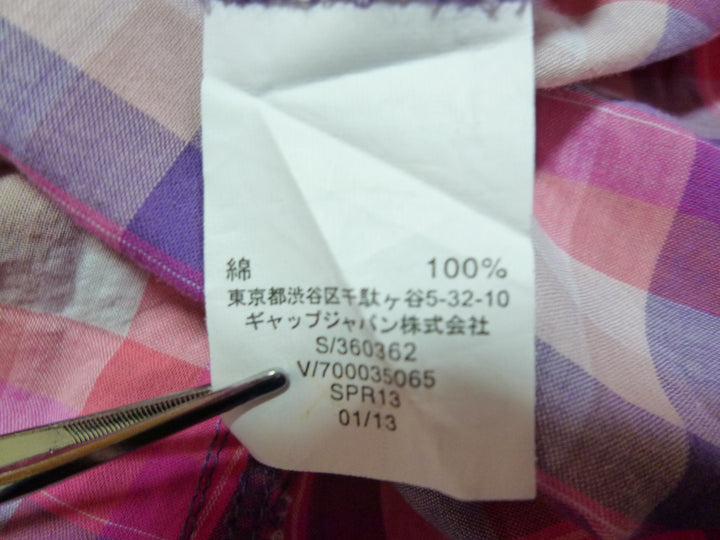 綿 100%
東京都渋谷区千駄ヶ谷5-32-10
ギャップジャパン株式会社
S/360362
V/700035065
SPR13
01/13